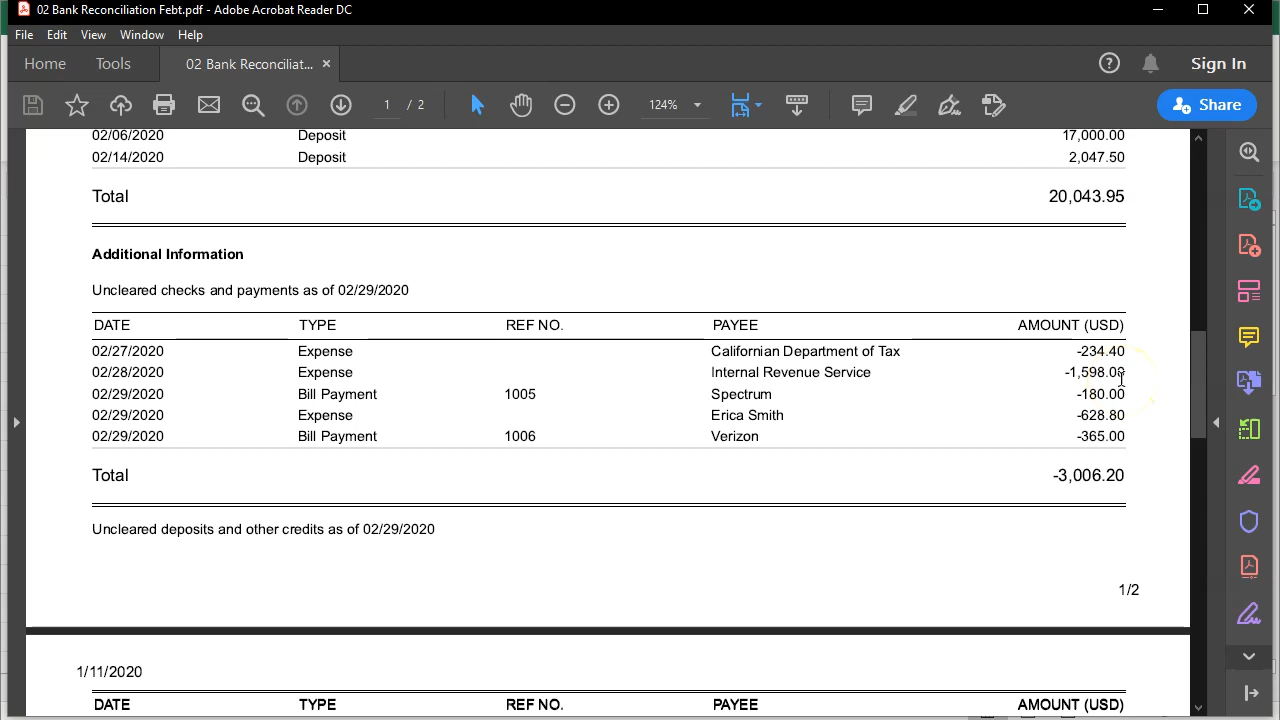 02 Bank Reconciliation Febt.pdf - Adobe Acrobat Reader DC
File Edit View Window Help
Home Tools 02 Bank Reconciliat... × Sign In
1 / 2 124% Share
02/06/2020 Deposit 17,000.00
02/14/2020 Deposit 2,047.50
Total 20,043.95
Additional Information
Uncleared checks and payments as of 02/29/2020
DATE TYPE REF NO. PAYEE AMOUNT (USD)
02/27/2020 Expense Californian Department of Tax -234.40
02/28/2020 Expense Internal Revenue Service
02/29/2020 Bill Payment 1005 Spectrum -180.00
02/29/2020 Expense Erica Smith -628.80
02/29/2020 Bill Payment 1006 Verizon -365.00
Total -3,006.20
Uncleared deposits and other credits as of 02/29/2020
1/2
1/11/2020
DATE TYPE REF NO. PAYEE AMOUNT (USD)